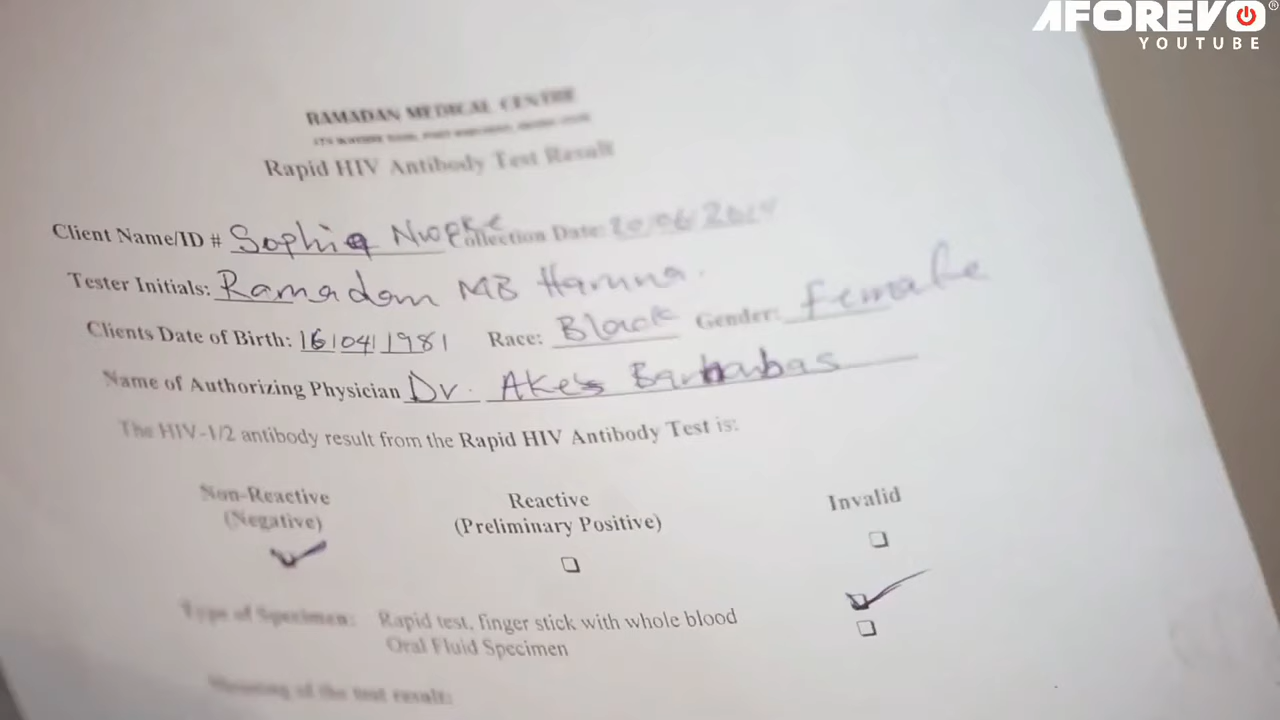 AFOREVO®
YOUTUBE
RAMADAN MEDICAL CENTRE
Rapid HIV Antibody Test Result
Client Name/ID # Sophia Collection Date: 20/06/2014
Tester Initials: Ramadan MB Haruna.
Clients Date of Birth: 16/04/1981 Race: Black Gender: Female
Name of Authorizing Physician Dr. Barbabas
The HIV-1/2 antibody result from the Rapid HIV Antibody Test is:
Non-Reactive Reactive Invalid
(Negative) (Preliminary Positive)
Type of Specimen: Rapid test, finger stick with whole blood
Oral Fluid Specimen
Meaning of the test result: